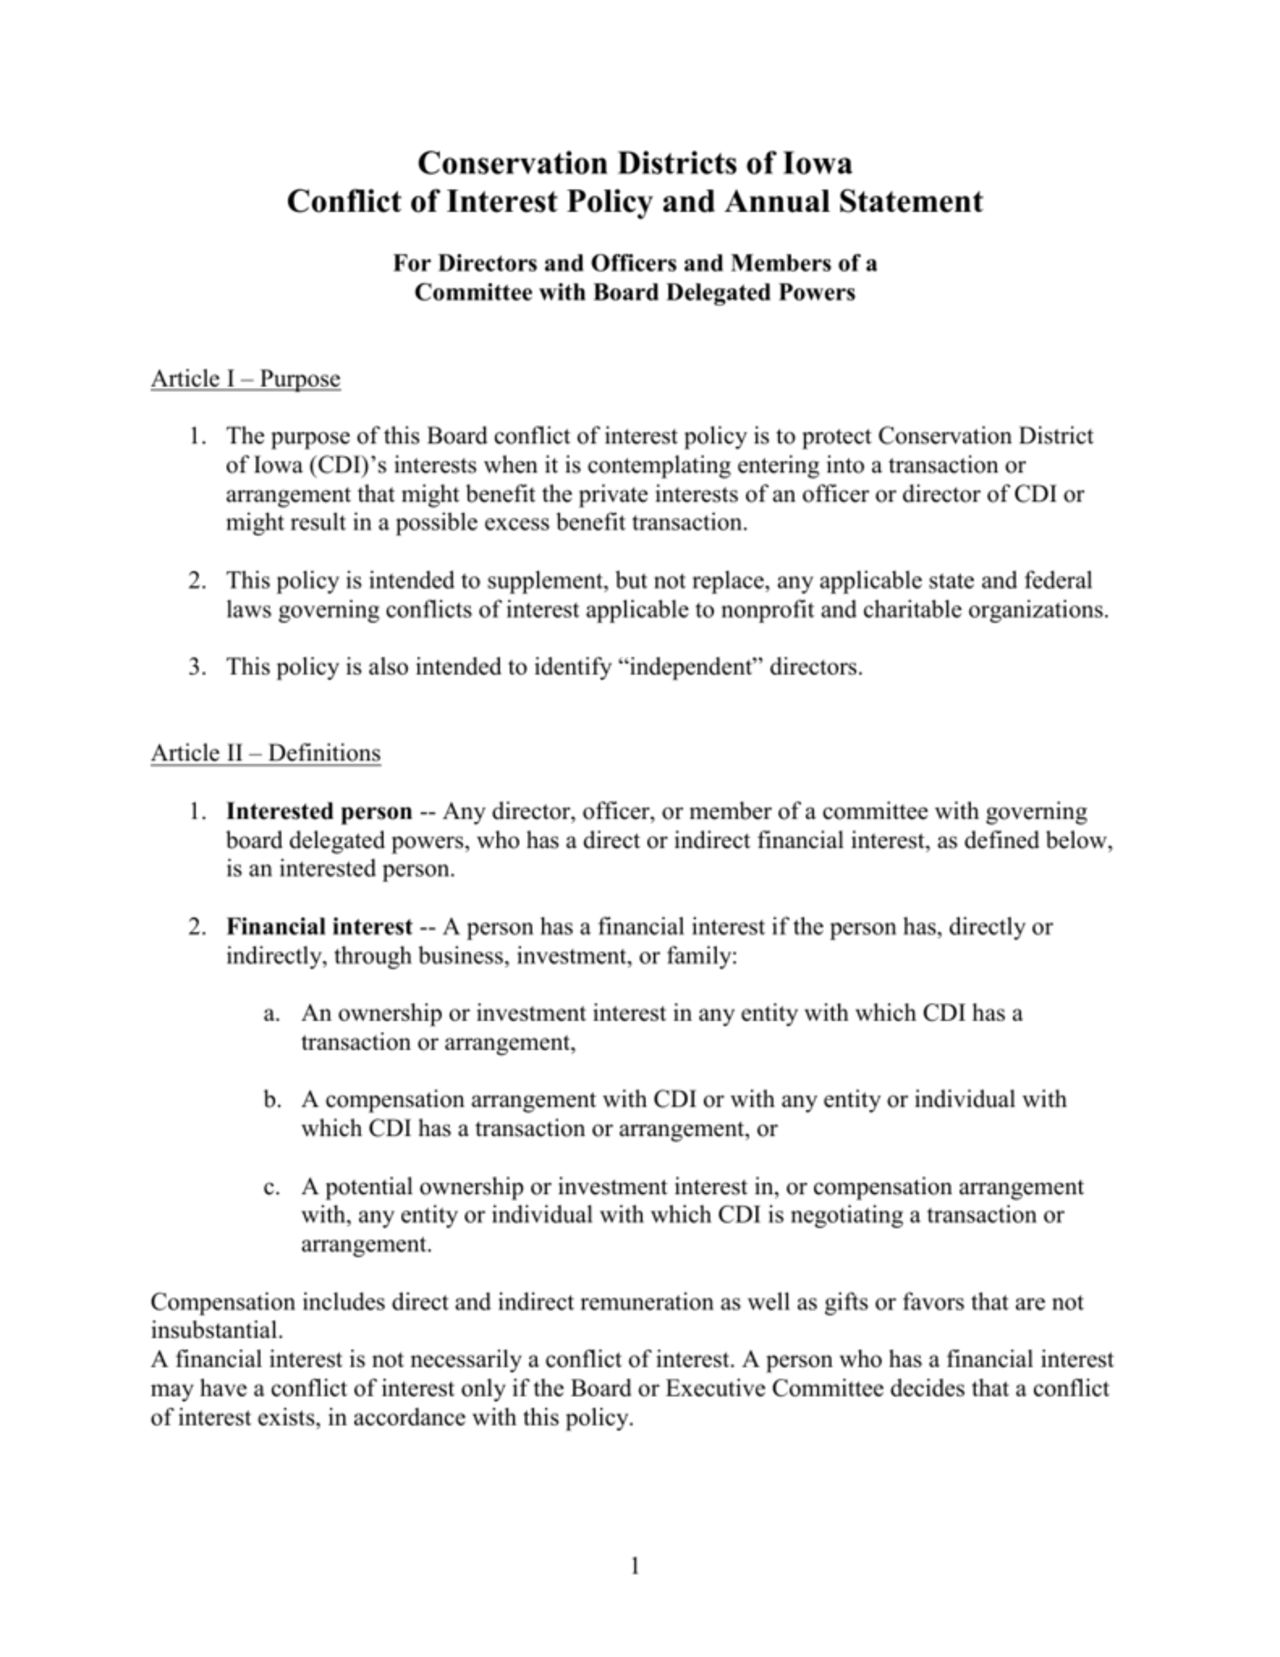 Conservation Districts of Iowa
Conflict of Interest Policy and Annual Statement
For Directors and Officers and Members of a
Committee with Board Delegated Powers
Article I – Purpose
1. The purpose of this Board conflict of interest policy is to protect Conservation District
of Iowa (CDI)’s interests when it is contemplating entering into a transaction or
arrangement that might benefit the private interests of an officer or director of CDI or
might result in a possible excess benefit transaction.
2. This policy is intended to supplement, but not replace, any applicable state and federal
laws governing conflicts of interest applicable to nonprofit and charitable organizations.
3. This policy is also intended to identify “independent” directors.
Article II – Definitions
1. Interested person -- Any director, officer, or member of a committee with governing
board delegated powers, who has a direct or indirect financial interest, as defined below,
is an interested person.
2. Financial interest -- A person has a financial interest if the person has, directly or
indirectly, through business, investment, or family:
a. An ownership or investment interest in any entity with which CDI has a
transaction or arrangement,
b. A compensation arrangement with CDI or with any entity or individual with
which CDI has a transaction or arrangement, or
c. A potential ownership or investment interest in, or compensation arrangement
with, any entity or individual with which CDI is negotiating a transaction or
arrangement.
Compensation includes direct and indirect remuneration as well as gifts or favors that are not
insubstantial.
A financial interest is not necessarily a conflict of interest. A person who has a financial interest
may have a conflict of interest only if the Board or Executive Committee decides that a conflict
of interest exists, in accordance with this policy.
1